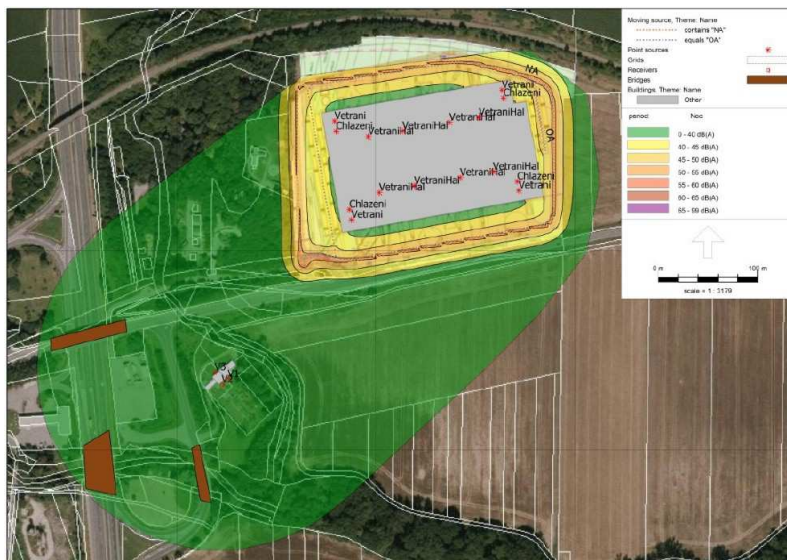 Moving source, Theme: Name
contains "NA"
equals "OA"
Point sources
Grids
Receivers
Bridges
Buildings, Theme: Name
Other
period
Noc
0 - 40 dB(A)
40 - 45 dB(A)
45 - 50 dB(A)
50 - 55 dB(A)
55 - 60 dB(A)
60 - 65 dB(A)
65 - 99 dB(A)
0 m
100 m
scale = 1 : 3179
NA
OA
Vetrani
Chlazeni
Vetrani
Chlazeni
VetraniHal
VetraniHal
VetraniHal
VetraniHal
VetraniHal
VetraniHal
VetraniHal
VetraniHal
Chlazeni
Vetrani
Chlazeni
Vetrani